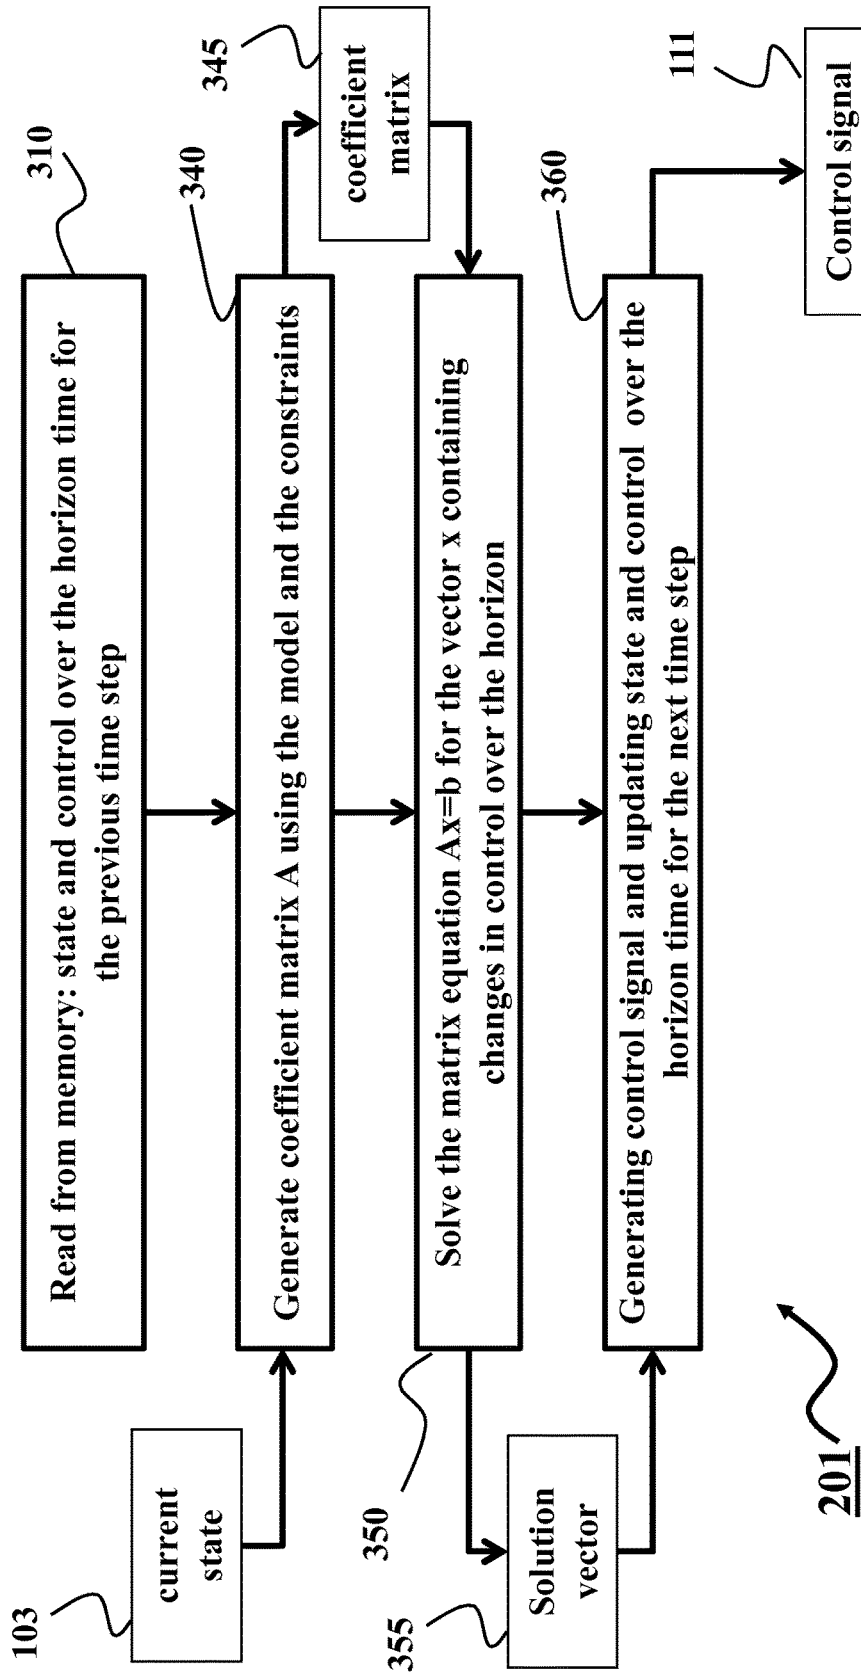 Read from memory: state and control over the horizon time for
the previous time step
310
103
current
state
Generate coefficient matrix A using the model and the constraints
340
coefficient
matrix
345
Solve the matrix equation Ax=b for the vector x containing
changes in control over the horizon
350
Solution
vector
355
Generating control signal and updating state and control over the
horizon time for the next time step
360
Control signal
111
201